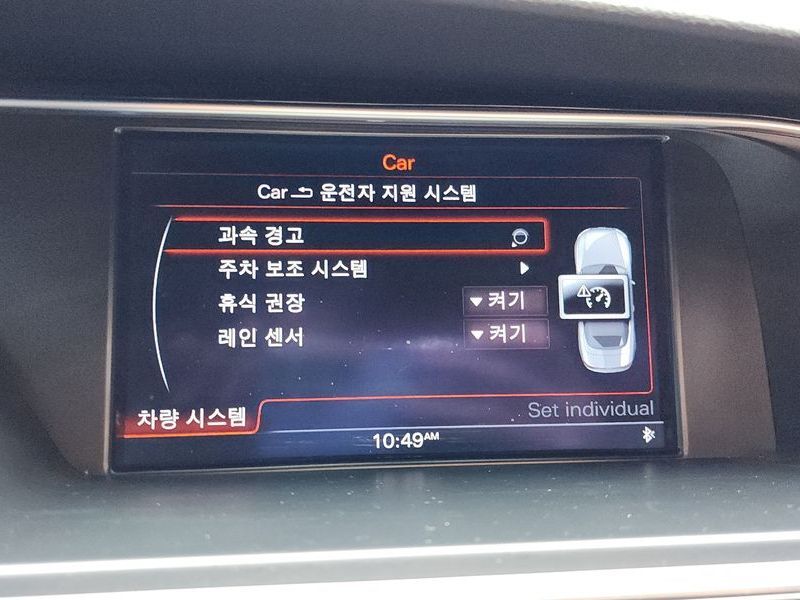 Car
Car 운전자 지원 시스템
과속 경고
주차 보조 시스템
휴식 권장 켜기
레인 센서 켜기
차량 시스템
Set individual
10:49AM